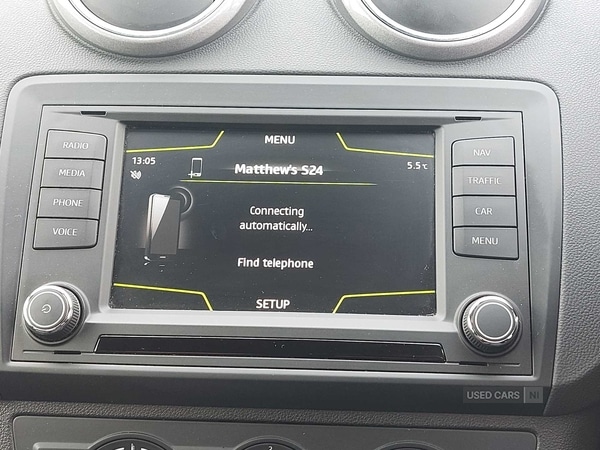 RADIO
MEDIA
PHONE
VOICE
MENU
13:05
Matthew's S24
5.5°C
Connecting
automatically...
Find telephone
SETUP
NAV
TRAFFIC
CAR
MENU
USED CARS NI